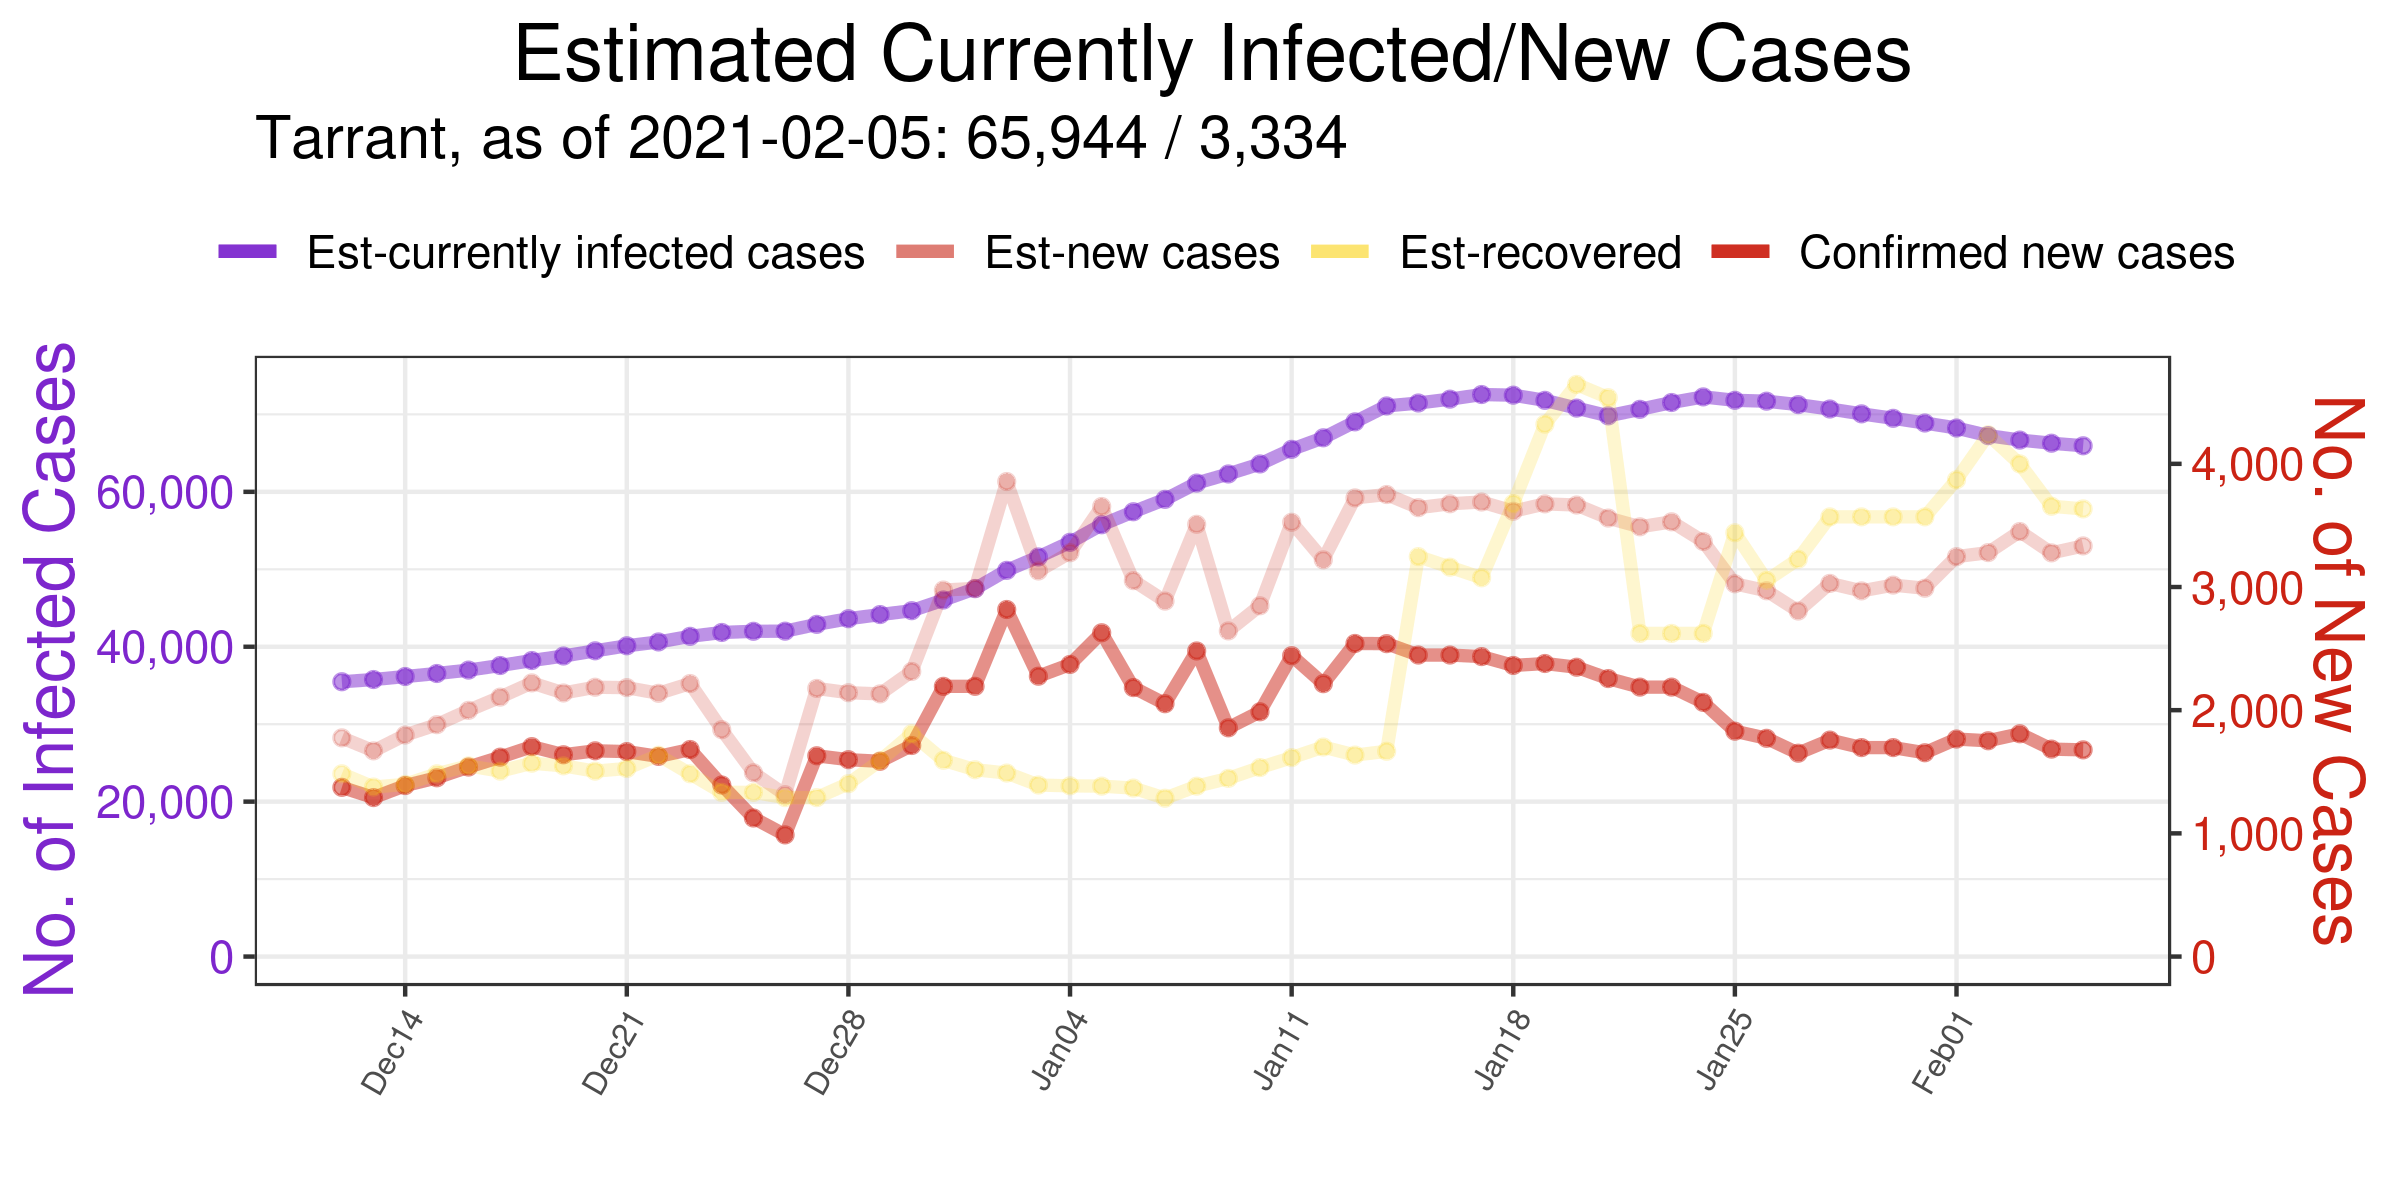 Estimated Currently Infected/New Cases
Tarrant, as of 2021-02-05: 65,944 / 3,334
Est-currently infected cases Est-new cases Est-recovered Confirmed new cases
No. of Infected Cases
60,000
40,000
20,000
0
4,000
3,000
2,000
1,000
0
No. of New Cases
Dec14 Dec21 Dec28 Jan04 Jan11 Jan18 Jan25 Feb01